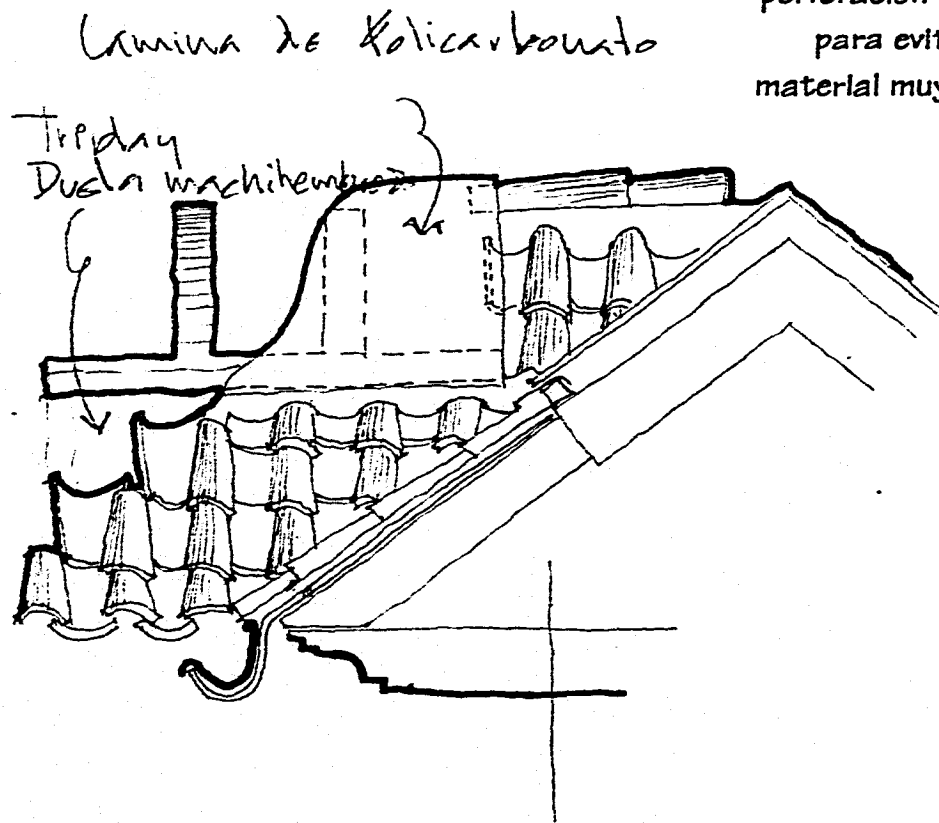 Lamina de Policarbonato
perforación
para evit
material muy
Triplay
Duela machihembrada